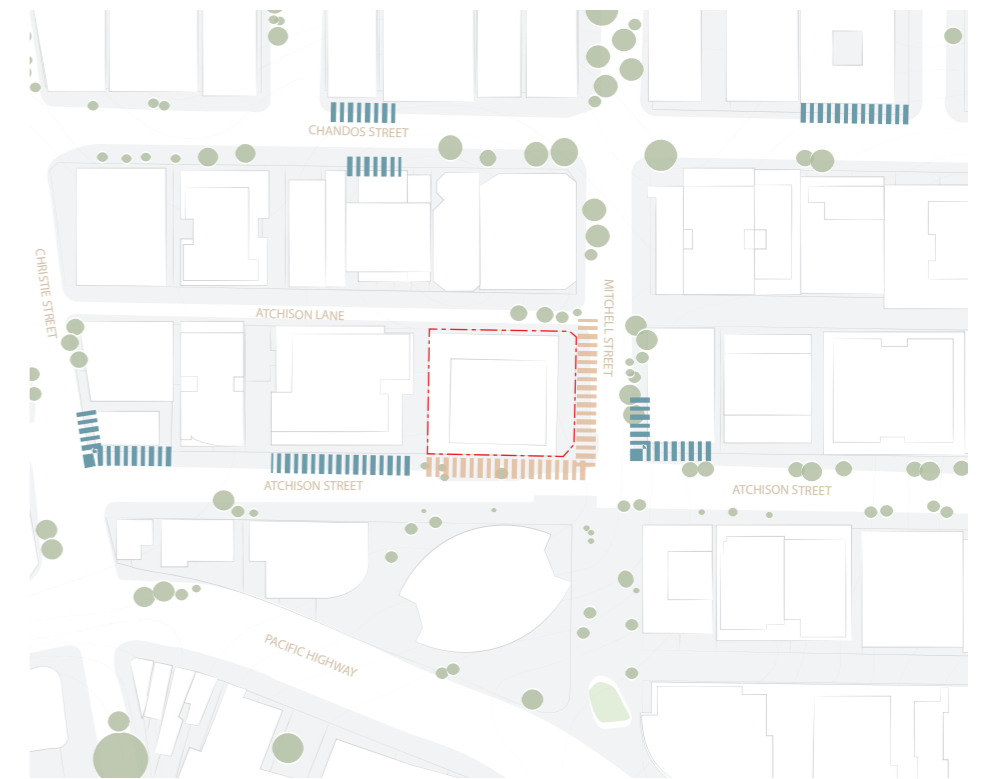 CHANDOS STREET
CHRISTIE STREET
ATCHISON LANE
MITCHELL STREET
ATCHISON STREET
ATCHISON STREET
PACIFIC HIGHWAY